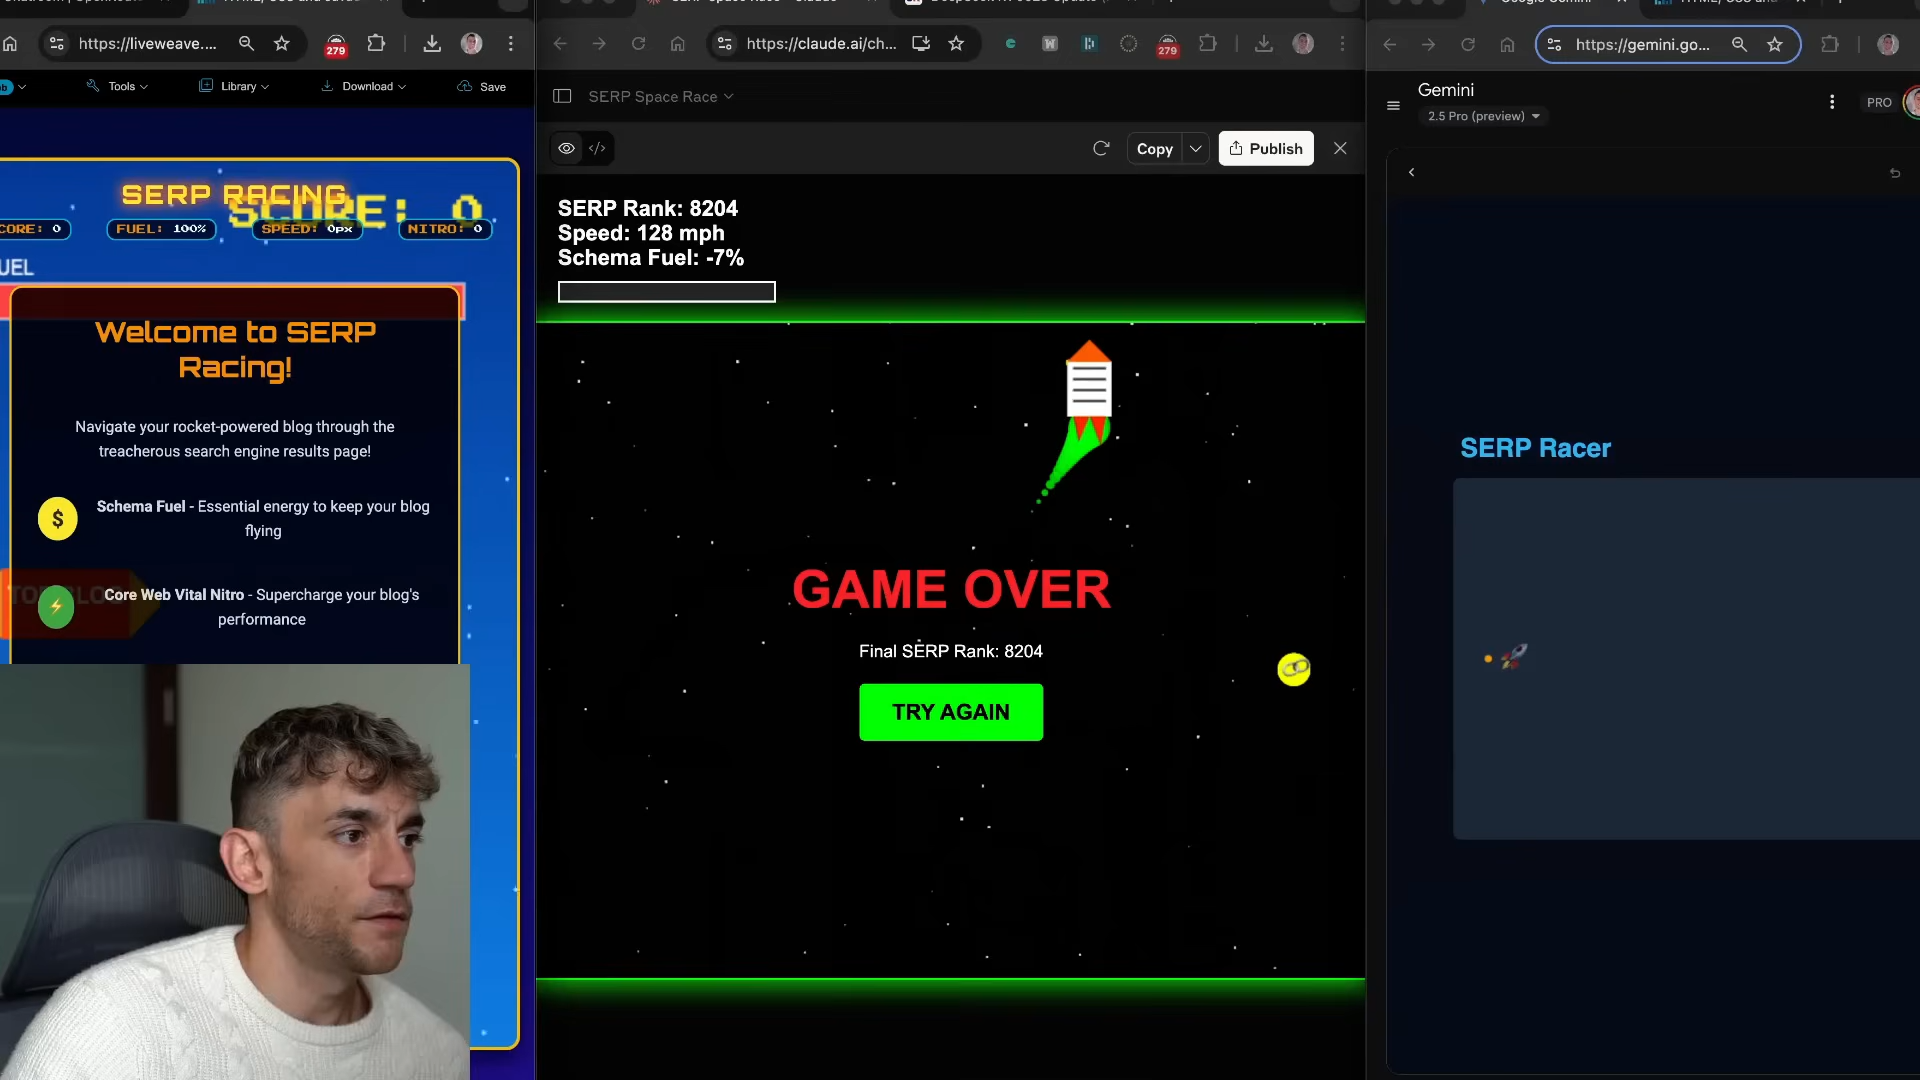 https://liveweave....
279
Tools
Library
Download
Save
SERP RACING
SCORE: 0
CORE: 0
FUEL: 100%
SPEED: 0px
NITRO: 0
UEL
Welcome to SERP
Racing!
Navigate your rocket-powered blog through the
treacherous search engine results page!
$
Schema Fuel - Essential energy to keep your blog
flying
Core Web Vital Nitro - Supercharge your blog's
performance
https://claude.ai/ch...
279
SERP Space Race
Copy
Publish
SERP Rank: 8204
Speed: 128 mph
Schema Fuel: -7%
GAME OVER
Final SERP Rank: 8204
TRY AGAIN
https://gemini.go...
Gemini
2.5 Pro (preview)
PRO
SERP Racer